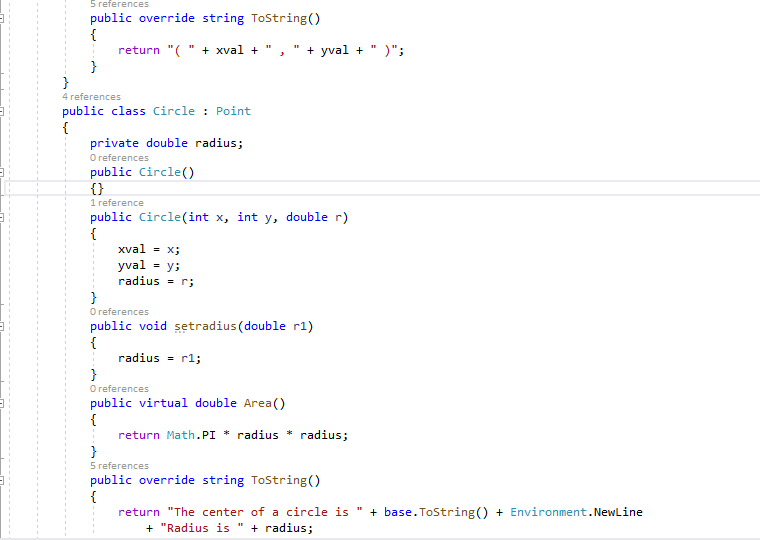 5 references
public override string ToString()
{
return "( " + xval + " , " + yval + " )";
}
}
4 references
public class Circle : Point
{
private double radius;
0 references
public Circle()
{}
1 reference
public Circle(int x, int y, double r)
{
xval = x;
yval = y;
radius = r;
}
0 references
public void setradius(double r1)
{
radius = r1;
}
0 references
public virtual double Area()
{
return Math.PI * radius * radius;
}
5 references
public override string ToString()
{
return "The center of a circle is " + base.ToString() + Environment.NewLine
+ "Radius is " + radius;